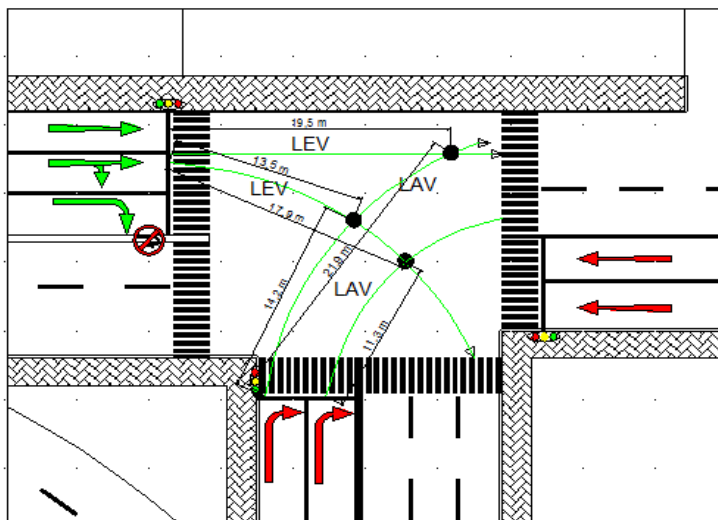 19,5 m
LEV
13,5 m
LEV
LAV
17,9 m
14,2 m
21,9 m
LAV
11,3 m